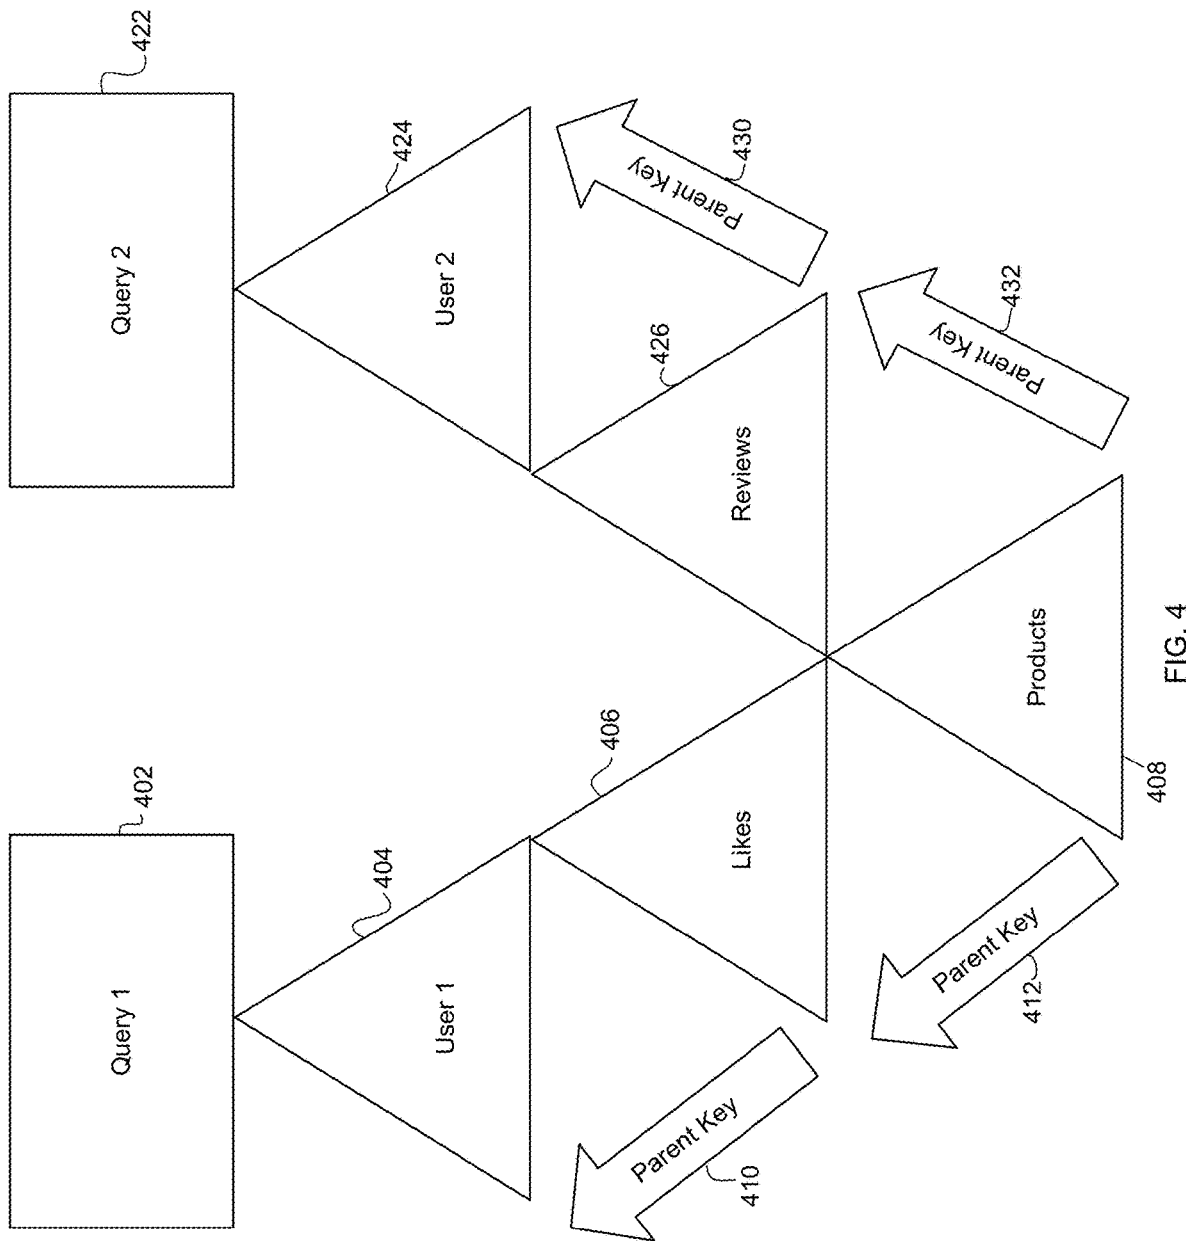 Query 1
402
Query 2
422
404
424
User 1
User 2
406
426
Parent Key
410
Likes
Reviews
Parent Key
430
Parent Key
412
Products
Parent Key
432
408
FIG. 4